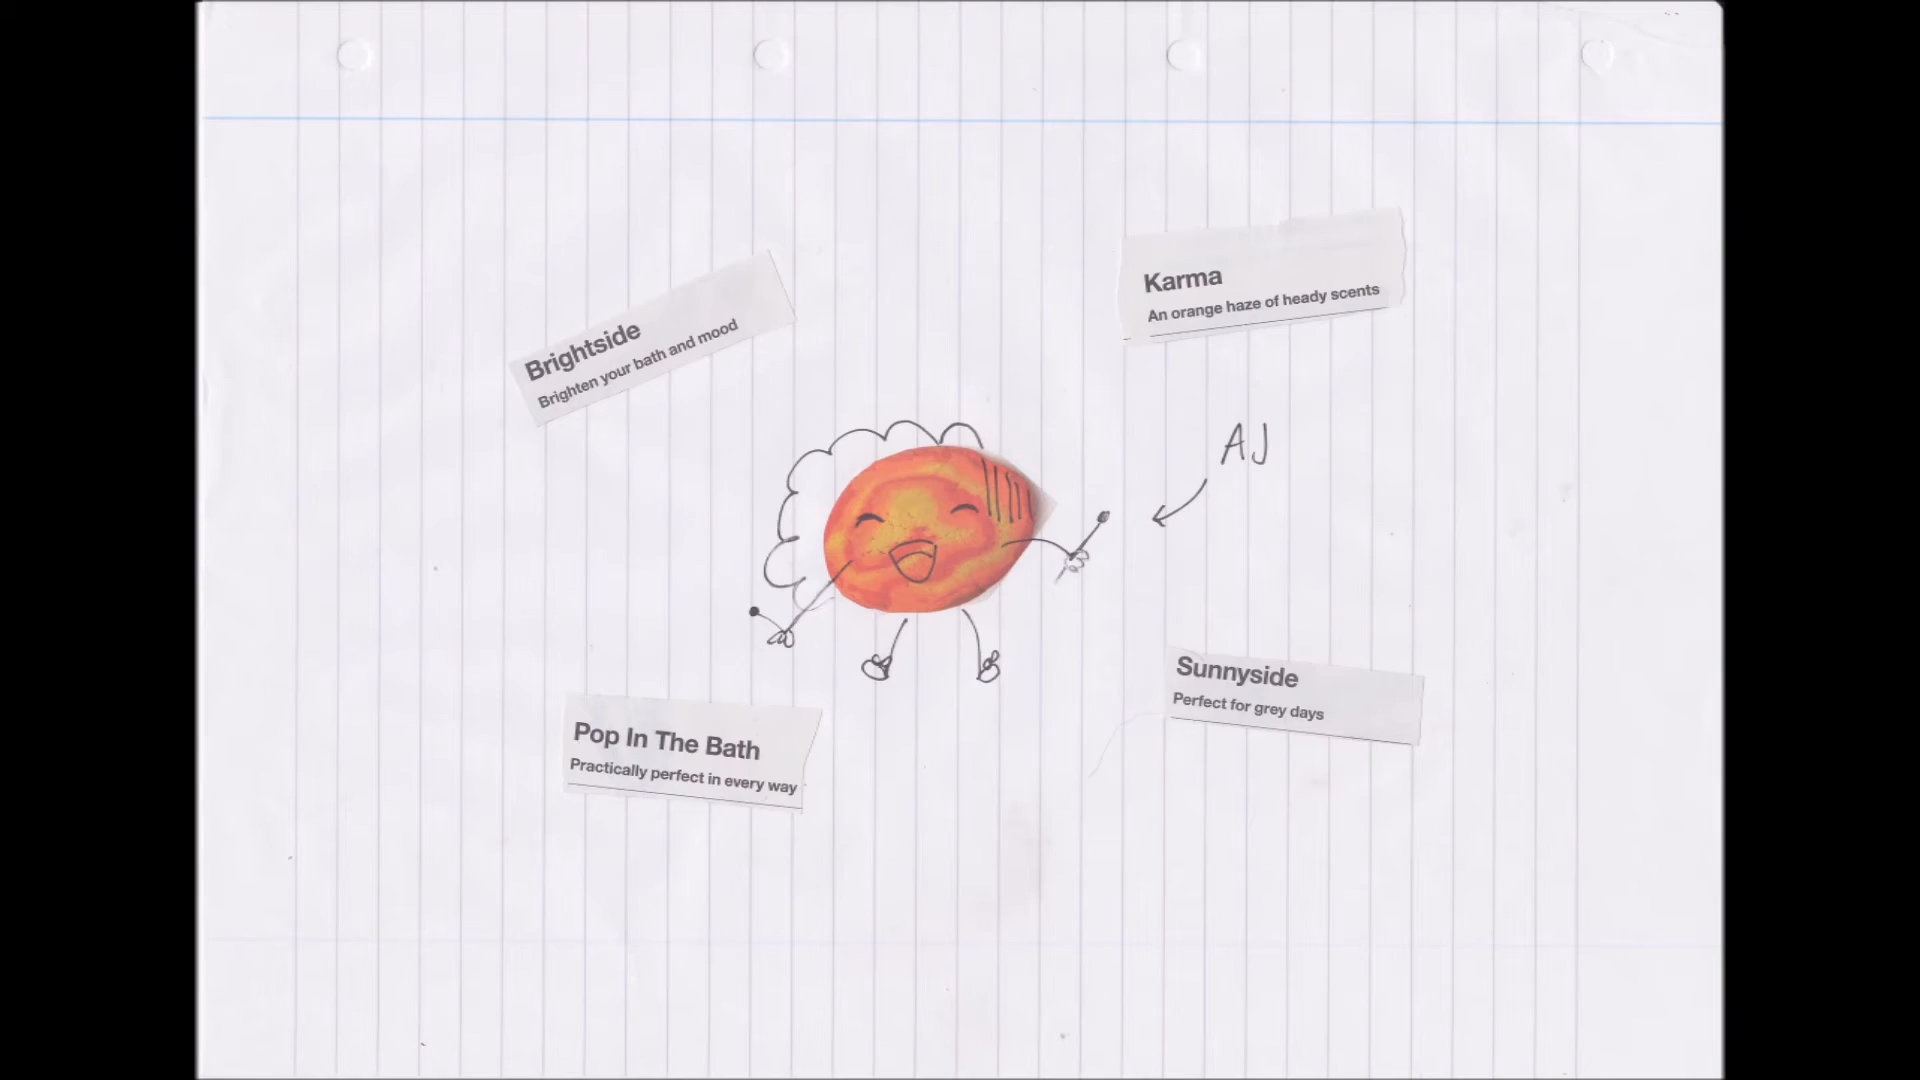 Brightside
Brighten your bath and mood
Karma
An orange haze of heady scents
AJ
Sunnyside
Perfect for grey days
Pop In The Bath
Practically perfect in every way